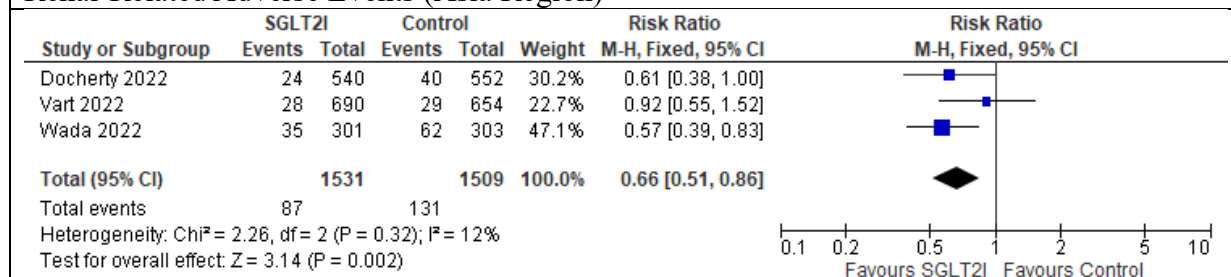 Renal-Related Adverse Events (Asia Region)
SGLT2I Control Risk Ratio Risk Ratio
Study or Subgroup Events Total Events Total Weight M-H, Fixed, 95% CI M-H, Fixed, 95% CI
Docherty 2022 24 540 40 552 30.2% 0.61 [0.38, 1.00]
Vart 2022 28 690 29 654 22.7% 0.92 [0.55, 1.52]
Wada 2022 35 301 62 303 47.1% 0.57 [0.39, 0.83]
Total (95% CI) 1531 1509 100.0% 0.66 [0.51, 0.86]
Total events 87 131
Heterogeneity: Chi² = 2.26, df = 2 (P = 0.32); I² = 12%
Test for overall effect: Z = 3.14 (P = 0.002)
0.1 0.2 0.5 1 2 5 10
Favours SGLT2I Favours Control